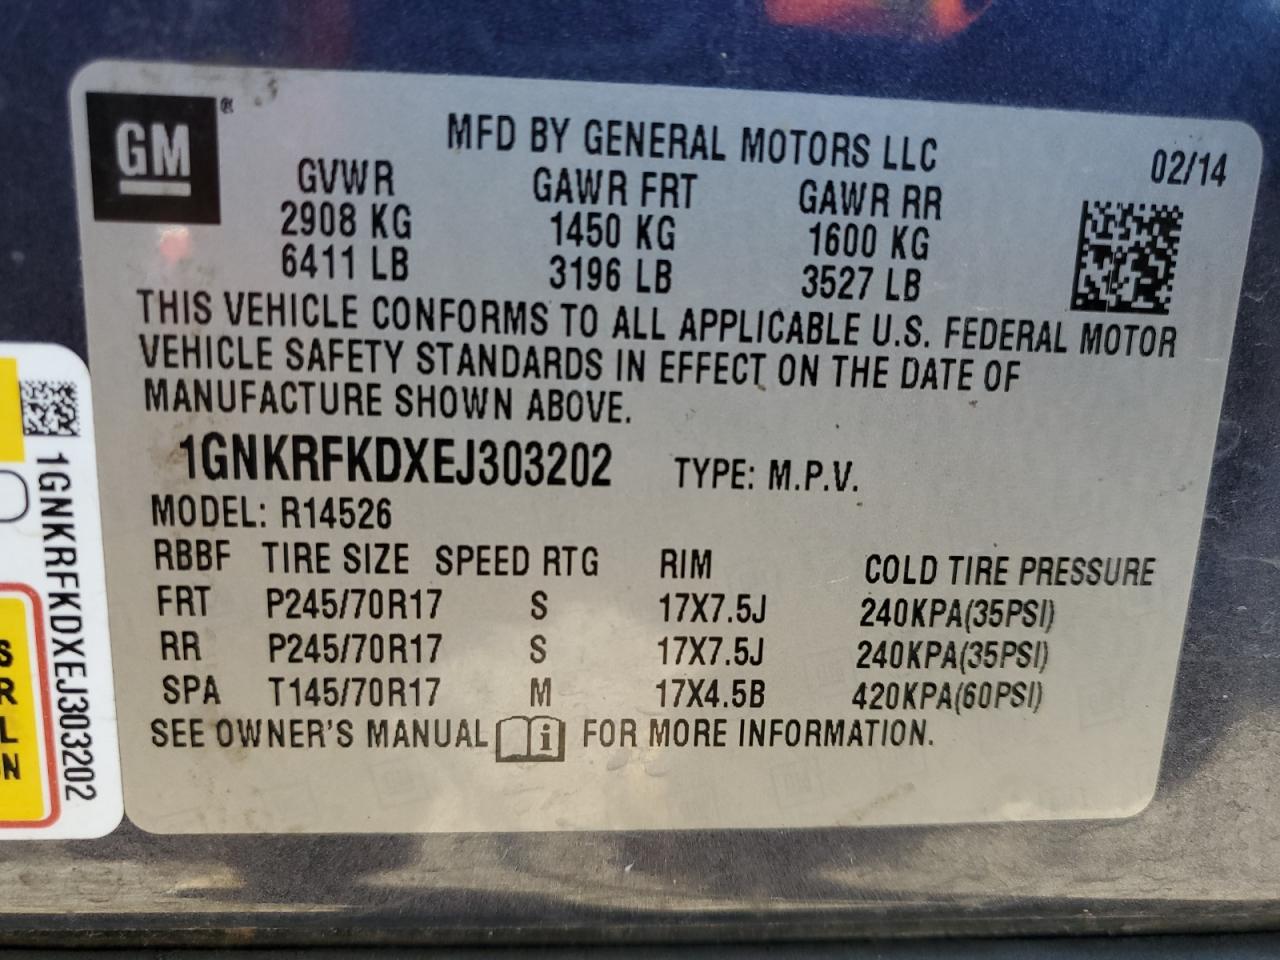 GM®
MFD BY GENERAL MOTORS LLC
02/14
GVWR GAWR FRT GAWR RR
2908 KG 1450 KG 1600 KG
6411 LB 3196 LB 3527 LB
THIS VEHICLE CONFORMS TO ALL APPLICABLE U.S. FEDERAL MOTOR
VEHICLE SAFETY STANDARDS IN EFFECT ON THE DATE OF
MANUFACTURE SHOWN ABOVE.
1GNKRFKDXEJ303202 TYPE: M.P.V.
MODEL: R14526
RBBF TIRE SIZE SPEED RTG RIM COLD TIRE PRESSURE
FRT P245/70R17 S 17X7.5J 240KPA(35PSI)
RR P245/70R17 S 17X7.5J 240KPA(35PSI)
SPA T145/70R17 M 17X4.5B 420KPA(60PSI)
SEE OWNER'S MANUAL i FOR MORE INFORMATION.
1GNKRFKDXEJ303202
S
R
L
N